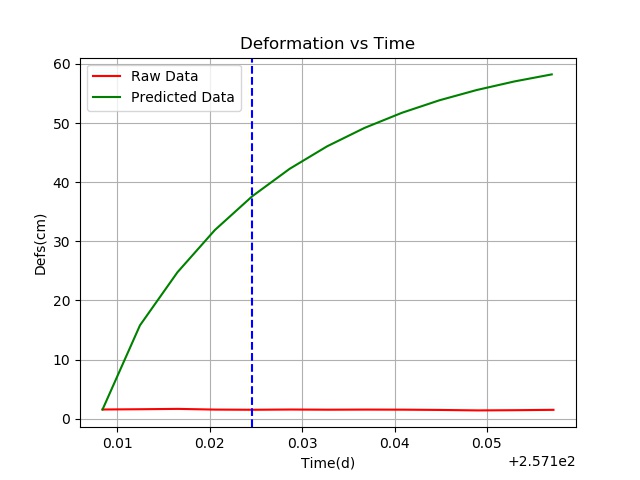 Deformation vs Time
Raw Data
Predicted Data
60
50
40
30
20
10
0
Defs(cm)
0.01 0.02 0.03 0.04 0.05
Time(d)
+2.571e2